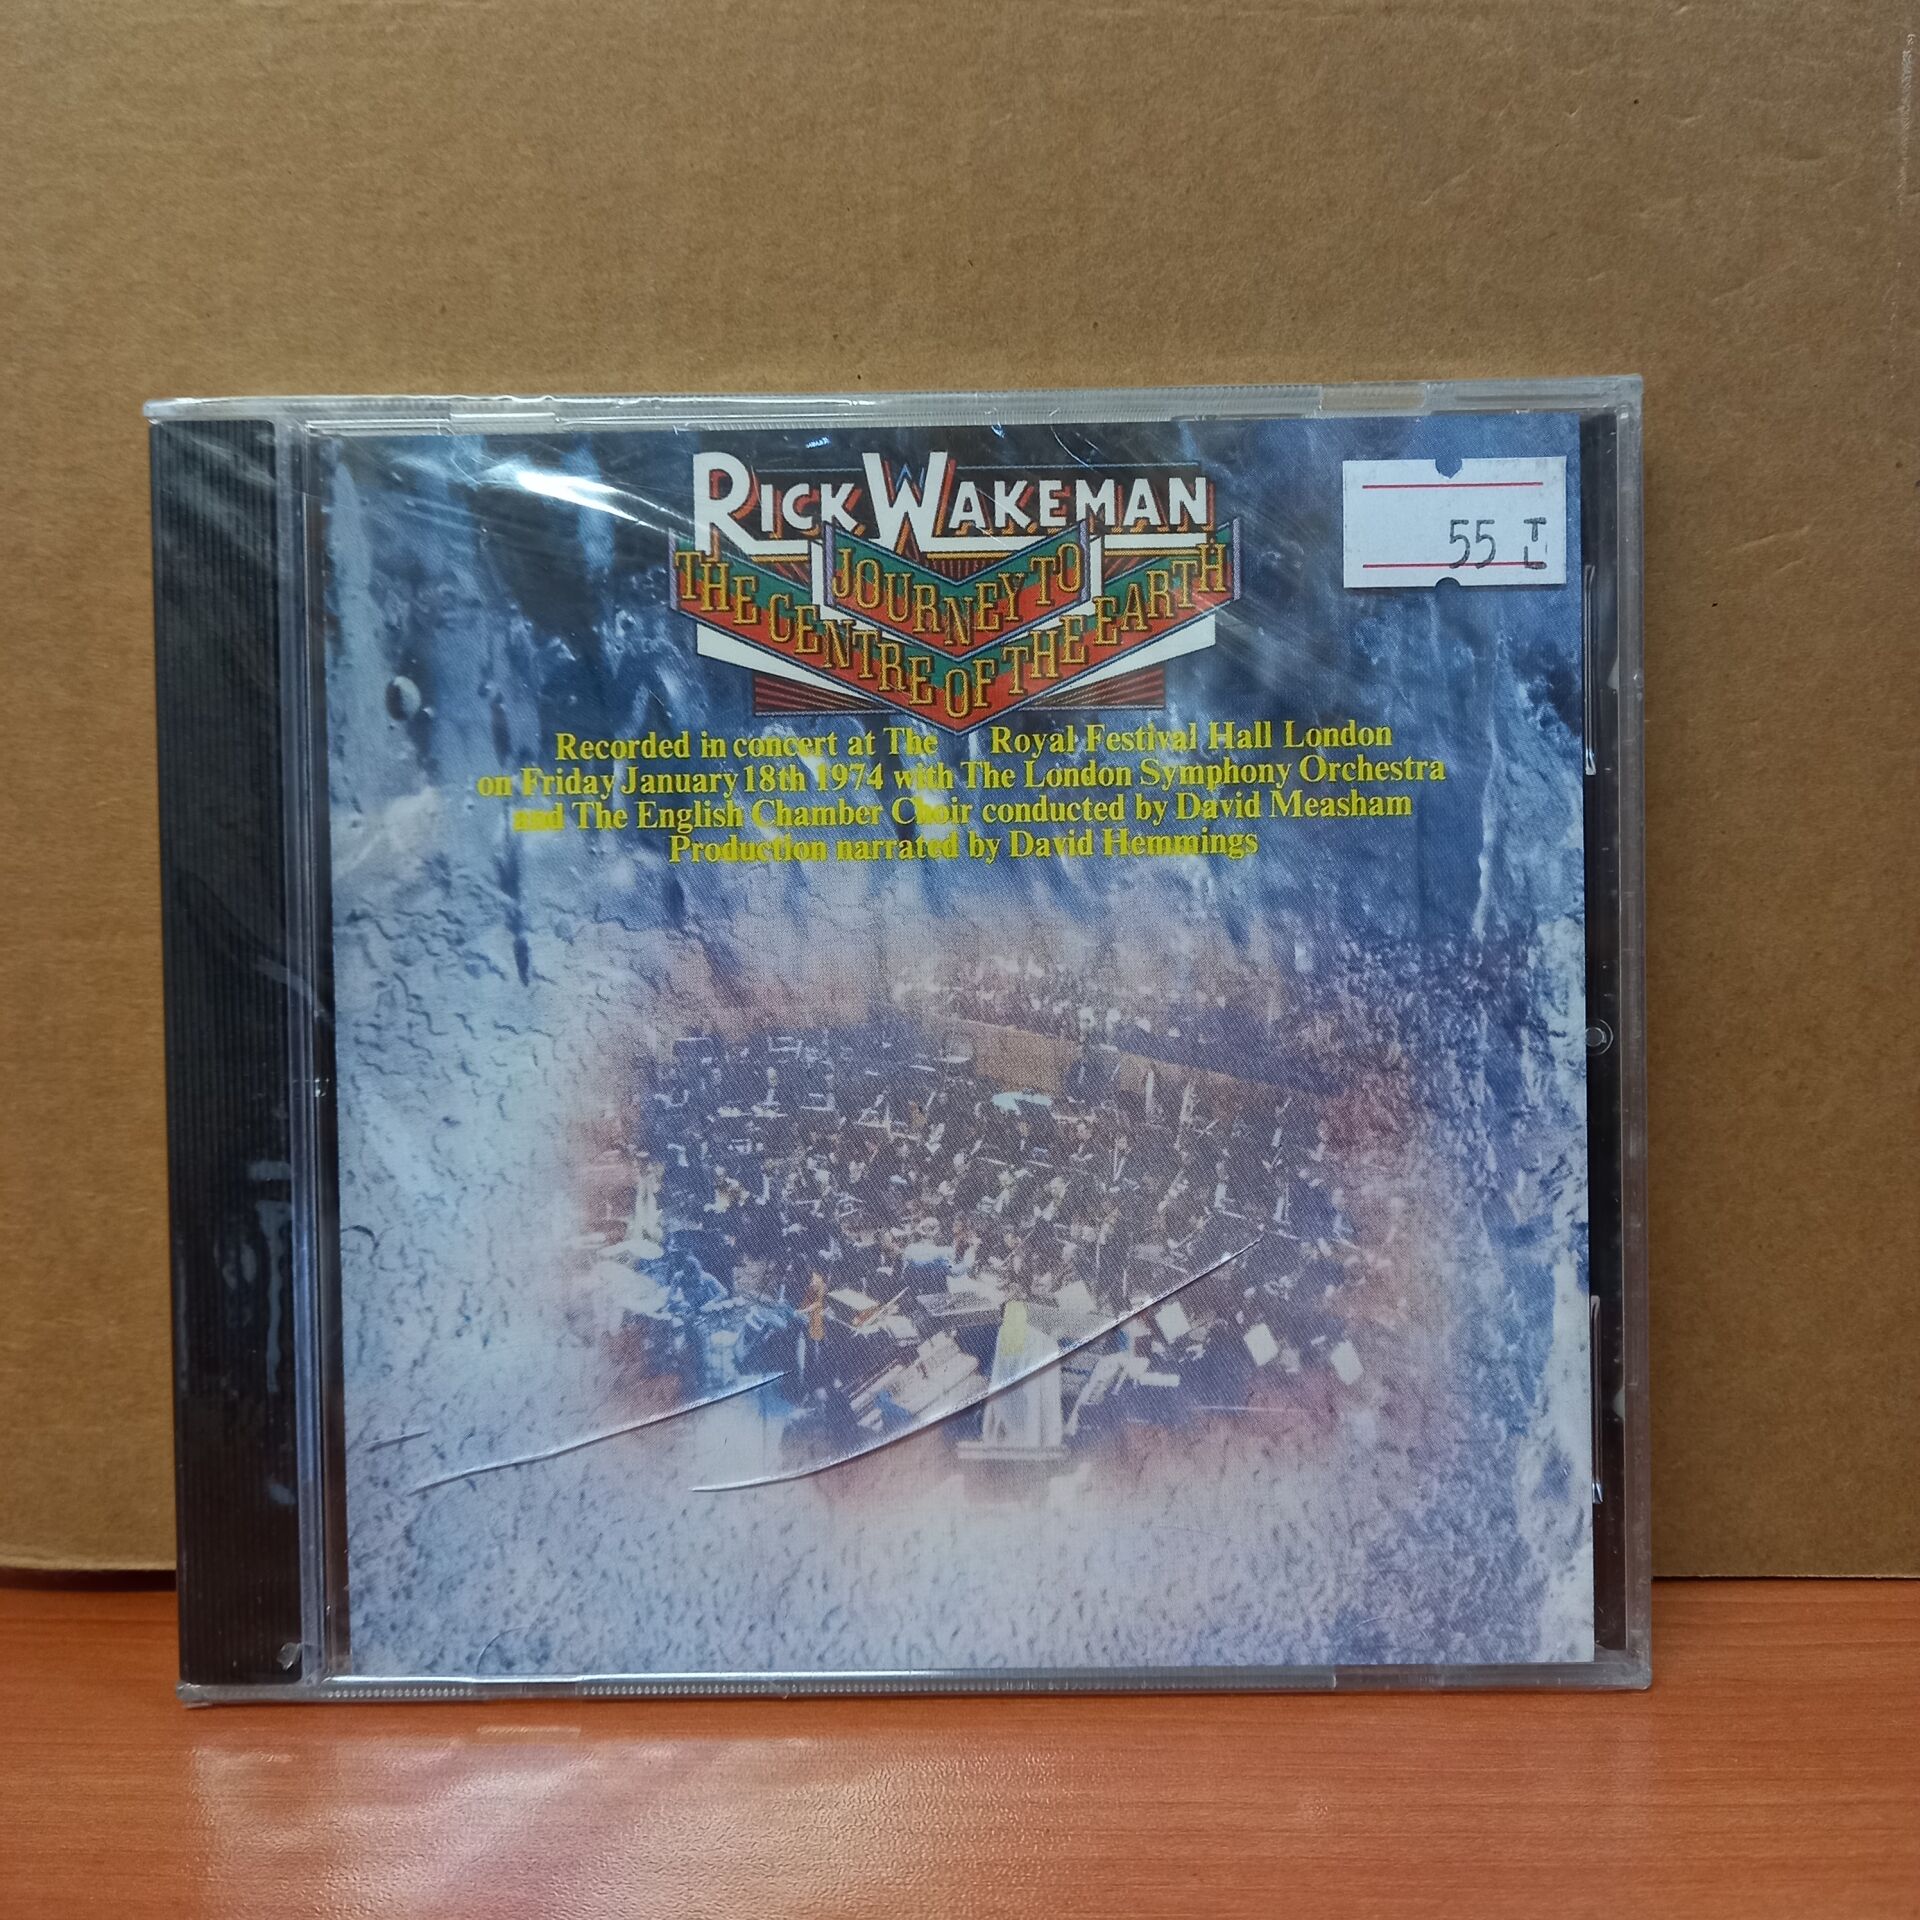 RICK WAKEMAN
JOURNEY TO
THE CENTRE OF THE EARTH
55 TL
Recorded in concert at The Royal Festival Hall London
on Friday January 18th 1974 with The London Symphony Orchestra
and The English Chamber Choir conducted by David Measham
Production narrated by David Hemmings